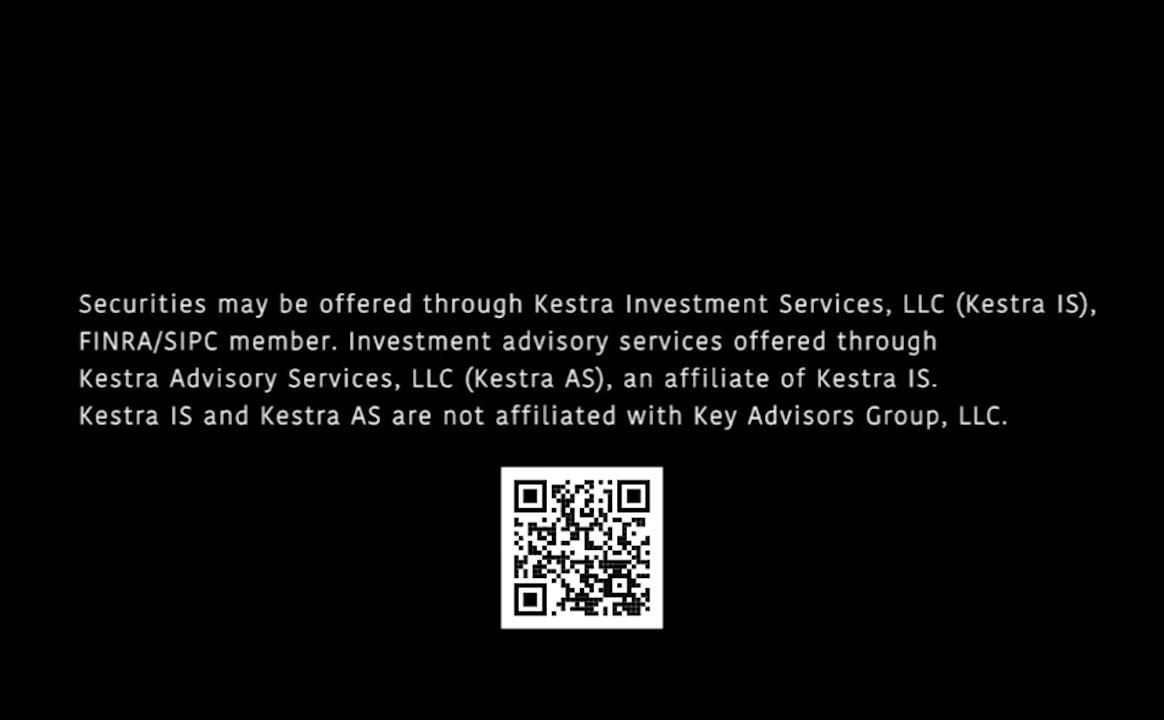 Securities may be offered through Kestra Investment Services, LLC (Kestra IS),
FINRA/SIPC member. Investment advisory services offered through
Kestra Advisory Services, LLC (Kestra AS), an affiliate of Kestra IS.
Kestra IS and Kestra AS are not affiliated with Key Advisors Group, LLC.